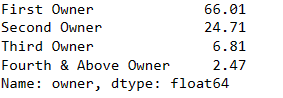 First Owner 66.01
Second Owner 24.71
Third Owner 6.81
Fourth & Above Owner 2.47
Name: owner, dtype: float64